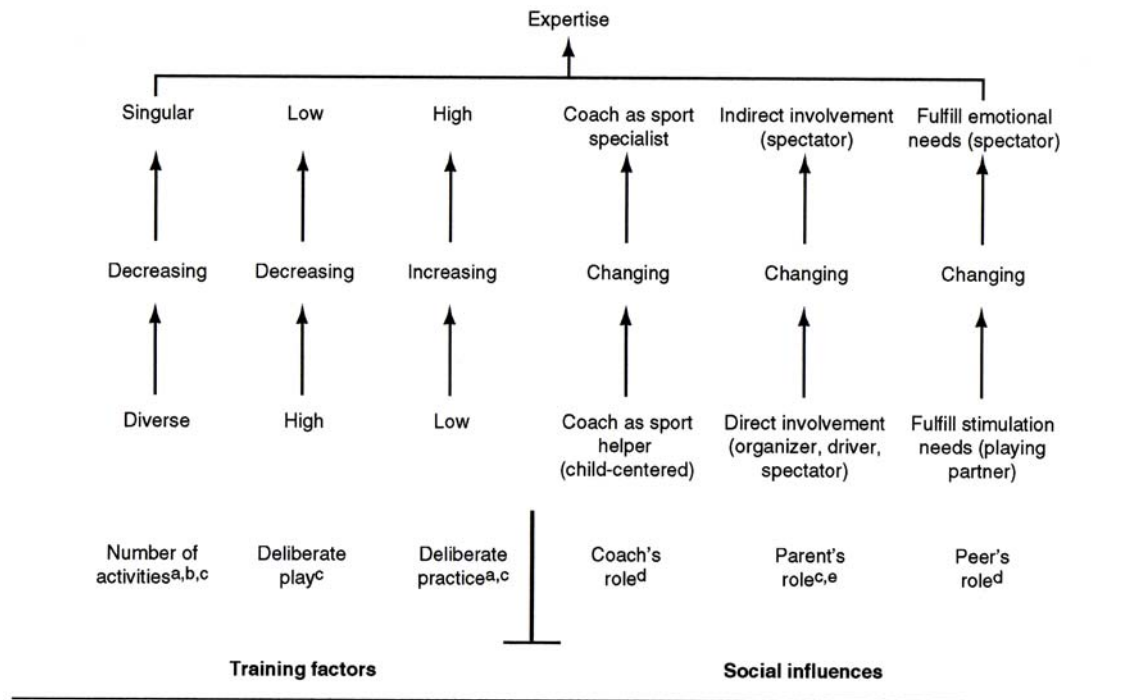 Expertise
Singular
Low
High
Coach as sport
specialist
Indirect involvement
(spectator)
Fulfill emotional
needs (spectator)
Decreasing
Decreasing
Increasing
Changing
Changing
Changing
Diverse
High
Low
Coach as sport
helper
(child-centered)
Direct involvement
(organizer, driver,
spectator)
Fulfill stimulation
needs (playing
partner)
Number of
activitiesa,b,c
Deliberate
playc
Deliberate
practicea,c
Coach's
roled
Parent's
rolec,e
Peer's
roled
Training factors
Social influences